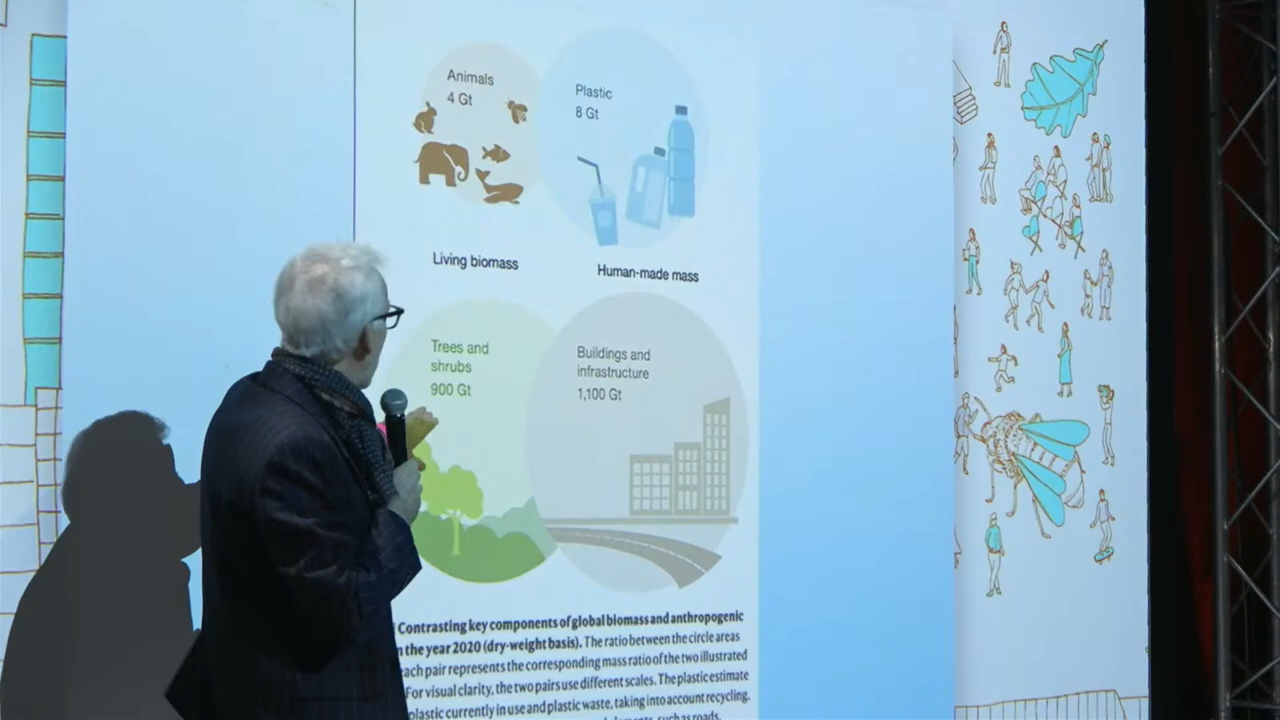 Animals
4 Gt
Plastic
8 Gt
Living biomass
Human-made mass
Trees and
shrubs
900 Gt
Buildings and
infrastructure
1,100 Gt
Contrasting key components of global biomass and anthropogenic
the year 2020 (dry-weight basis). The ratio between the circle areas
pair represents the corresponding mass ratio of the two illustrated
For visual clarity, the two pairs use different scales. The plastic estimate
plastic currently in use and plastic waste, taking into account recycling.
such as roads.